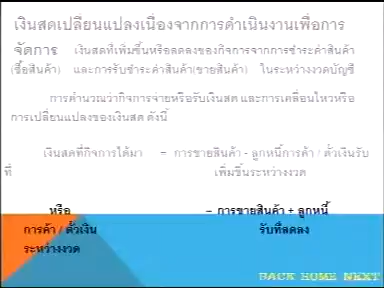 เงินสดเปลี่ยนแปลงเนื่องจากการดำเนินงานเพื่อการ
จัดการ เงินสดที่เพิ่มขึ้นหรือลดลงของกิจการจากการชำระค่าสินค้า
(ซื้อสินค้า) และการรับชำระค่าสินค้า(ขายสินค้า) ในระหว่างงวดบัญชี
การคำนวณว่ากิจการจ่ายหรือรับเงินสด และการเคลื่อนไหวหรือ
การเปลี่ยนแปลงของเงินสด ดังนี้
เงินสดที่กิจการได้มา = การขายสินค้า - ลูกหนี้การค้า / ตั๋วเงินรับ
ที่ เพิ่มขึ้นระหว่างงวด
หรือ = การขายสินค้า + ลูกหนี้
การค้า / ตั๋วเงิน รับที่ลดลง
ระหว่างงวด
BACK HOME NEXT